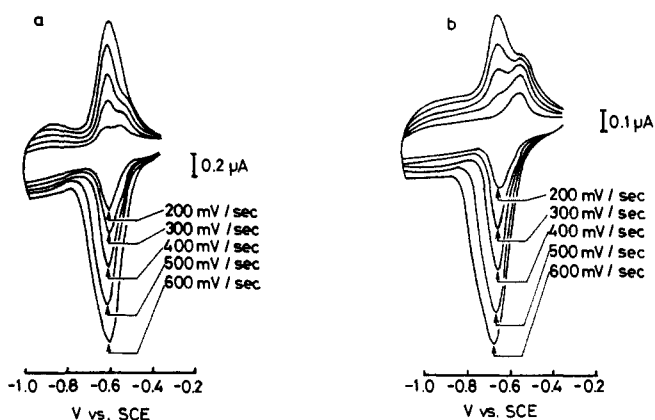 a
0.2 µA
200 mV / sec
300 mV / sec
400 mV / sec
500 mV / sec
600 mV / sec
-1.0 -0.8 -0.6 -0.4 -0.2
V vs. SCE
b
0.1 µA
200 mV / sec
300 mV / sec
400 mV / sec
500 mV / sec
600 mV / sec
-1.0 -0.8 -0.6 -0.4 -0.2
V vs. SCE